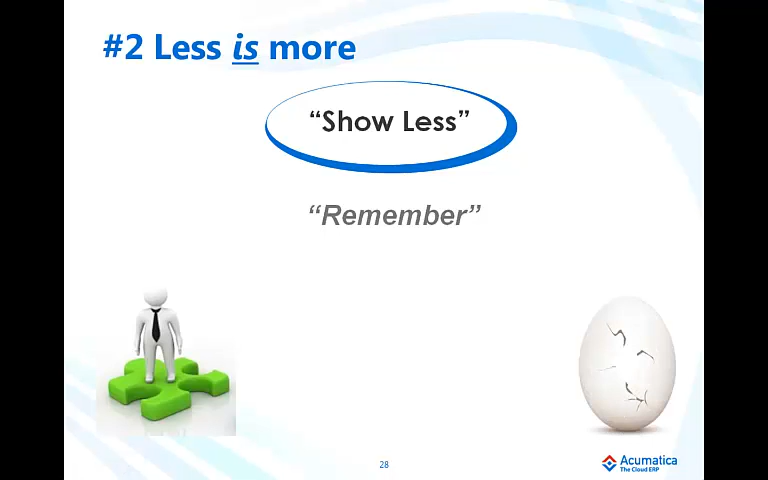 #2 Less is more
“Show Less”
“Remember”
28
Acumatica
The Cloud ERP